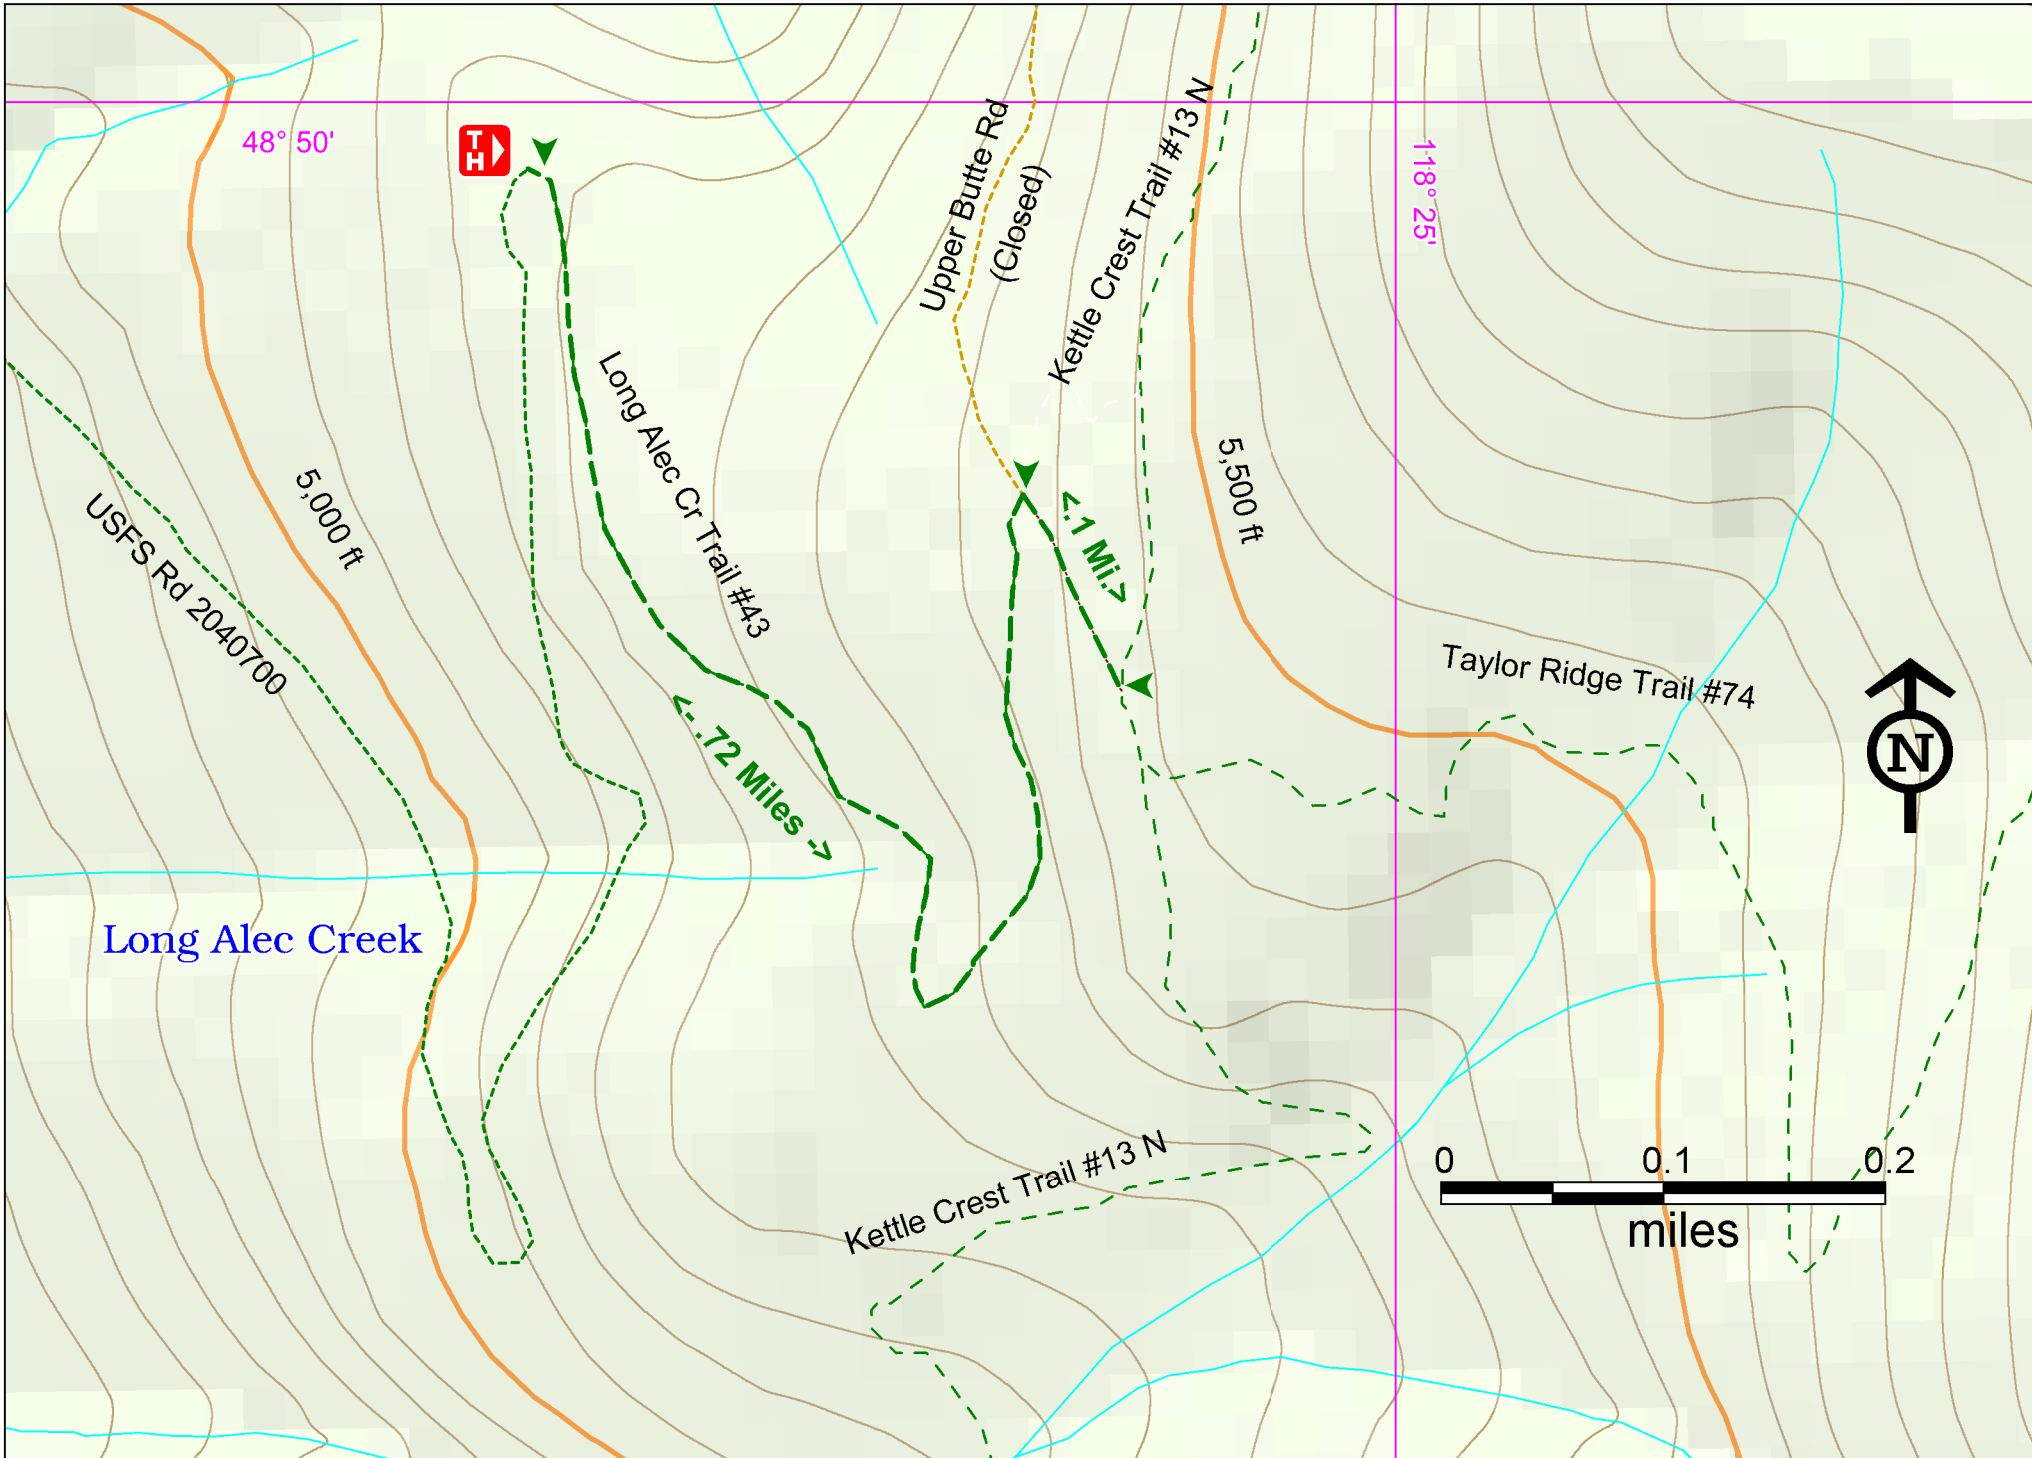 48° 50'
TH
Upper Butte Rd
(Closed)
Kettle Crest Trail #13 N
118° 25'
Long Alec Cr Trail #43
5,000 ft
5,500 ft
USFS Rd 2040700
<.1 Mi.>
Taylor Ridge Trail #74
<- .72 Miles ->
N
Long Alec Creek
Kettle Crest Trail #13 N
0 0.1 0.2
miles